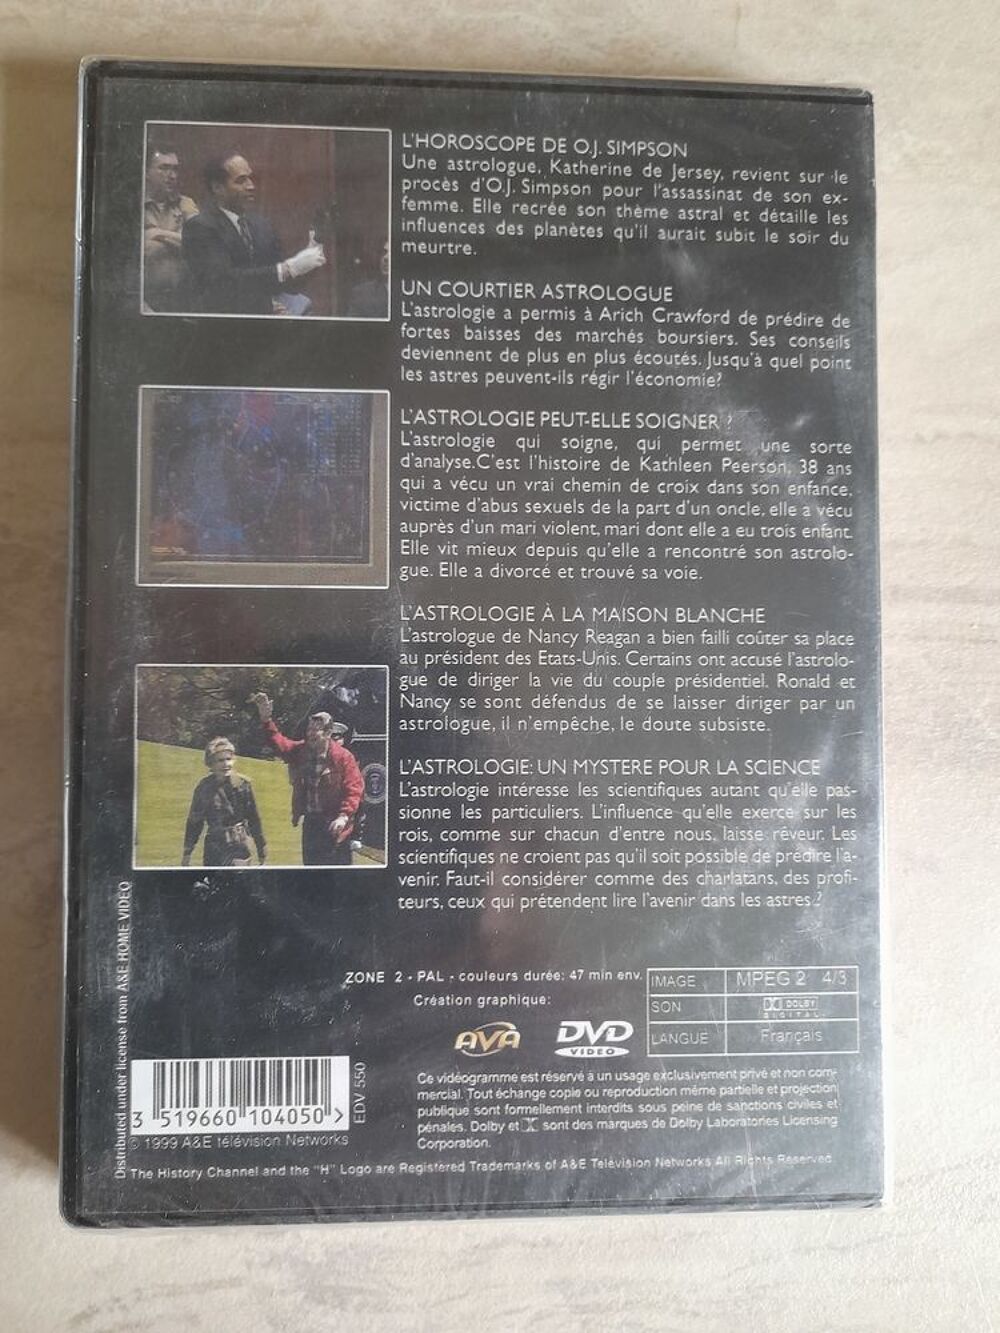 L'HOROSCOPE DE O.J. SIMPSON
Une astrologue, Katherine de Jersey, revient sur le
procès d'O.J. Simpson pour l'assassinat de son ex-
femme. Elle recrée son thème astral et détaille les
influences des planètes qu'il aurait subit le soir du
meurtre.
UN COURTIER ASTROLOGUE
L'astrologie a permis à Arich Crawford de prédire de
fortes baisses des marchés boursiers. Ses conseils
deviennent de plus en plus écoutés. Jusqu'à quel point
les astres peuvent-ils régir l'économie?
L'ASTROLOGIE PEUT-ELLE SOIGNER ?
L'astrologie qui soigne, qui permet une sorte
d'analyse.C'est l'histoire de Kathleen Peerson, 38 ans
qui a vécu un vrai chemin de croix dans son enfance,
victime d'abus sexuels de la part d'un oncle, elle a vécu
auprès d'un mari violent, mari dont elle a eu trois enfant.
Elle vit mieux depuis qu'elle a rencontré son astrolo-
gue. Elle a divorcé et trouvé sa voie.
L'ASTROLOGIE À LA MAISON BLANCHE
L'astrologue de Nancy Reagan a bien failli coûter sa place
au président des Etats-Unis. Certains ont accusé l'astrolo-
gue de diriger la vie du couple présidentiel. Ronald et
Nancy se sont défendus de se laisser diriger par un
astrologue, il n'empêche, le doute subsiste.
L'ASTROLOGIE: UN MYSTERE POUR LA SCIENCE
L'astrologie intéresse les scientifiques autant qu'elle pas-
sionne les particuliers. L'influence qu'elle exerce sur les
rois, comme sur chacun d'entre nous, laisse rêveur. Les
scientifiques ne croient pas qu'il soit possible de prédire l'a-
venir. Faut-il considérer comme des charlatans, des profi-
teurs, ceux qui prétendent lire l'avenir dans les astres ?
Distributed under license from A&E HOME VIDEO
ZONE 2 - PAL - couleurs durée: 47 min env.
Création graphique:
AVA
DVD
VIDEO
IMAGE MPEG 2 4/3
SON DOLBY
DIGITAL
LANGUE Français
3 519660 104050 >
EDV 550
© 1999 A&E télévision Networks
Ce vidéogramme est réservé à un usage exclusivement privé et non com-
mercial. Tout échange copie ou reproduction même partielle et projection
publique sont formellement interdits sous peine de sanctions civiles et
pénales. Dolby et sont des marques de Dolby Laboratories Licensing
Corporation.
The History Channel and the "H" Logo are Registered Trademarks of A&E Television Networks All Rights Reserved